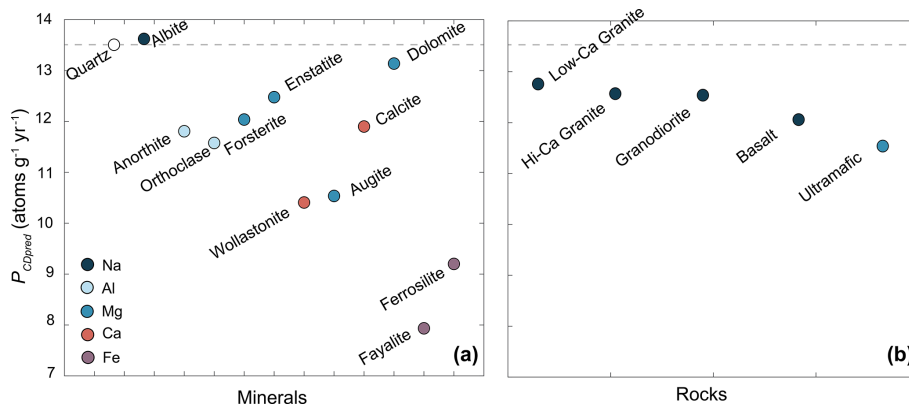 14
13
12
11
10
9
8
7
P_CDpred (atoms g⁻¹ yr⁻¹)
Quartz
Albite
Dolomite
Enstatite
Anorthite
Orthoclase
Forsterite
Calcite
Wollastonite
Augite
Ferrosilite
Fayalite
Na
Al
Mg
Ca
Fe
(a)
Minerals
Low-Ca Granite
Hi-Ca Granite
Granodiorite
Basalt
Ultramafic
(b)
Rocks